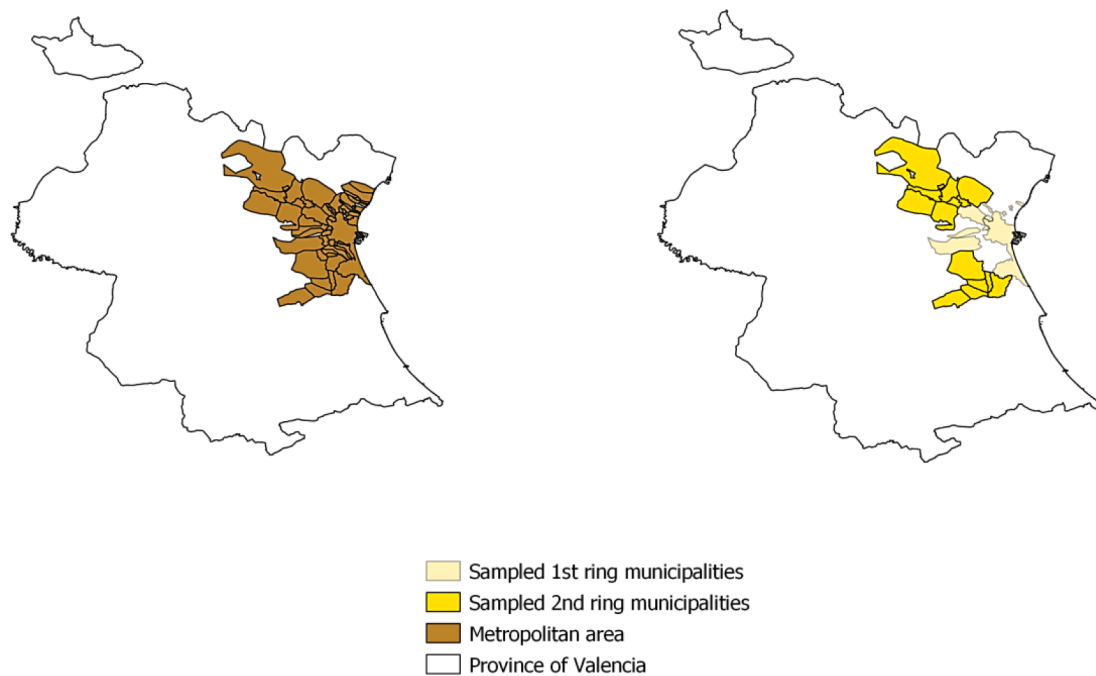 Sampled 1st ring municipalities
Sampled 2nd ring municipalities
Metropolitan area
Province of Valencia